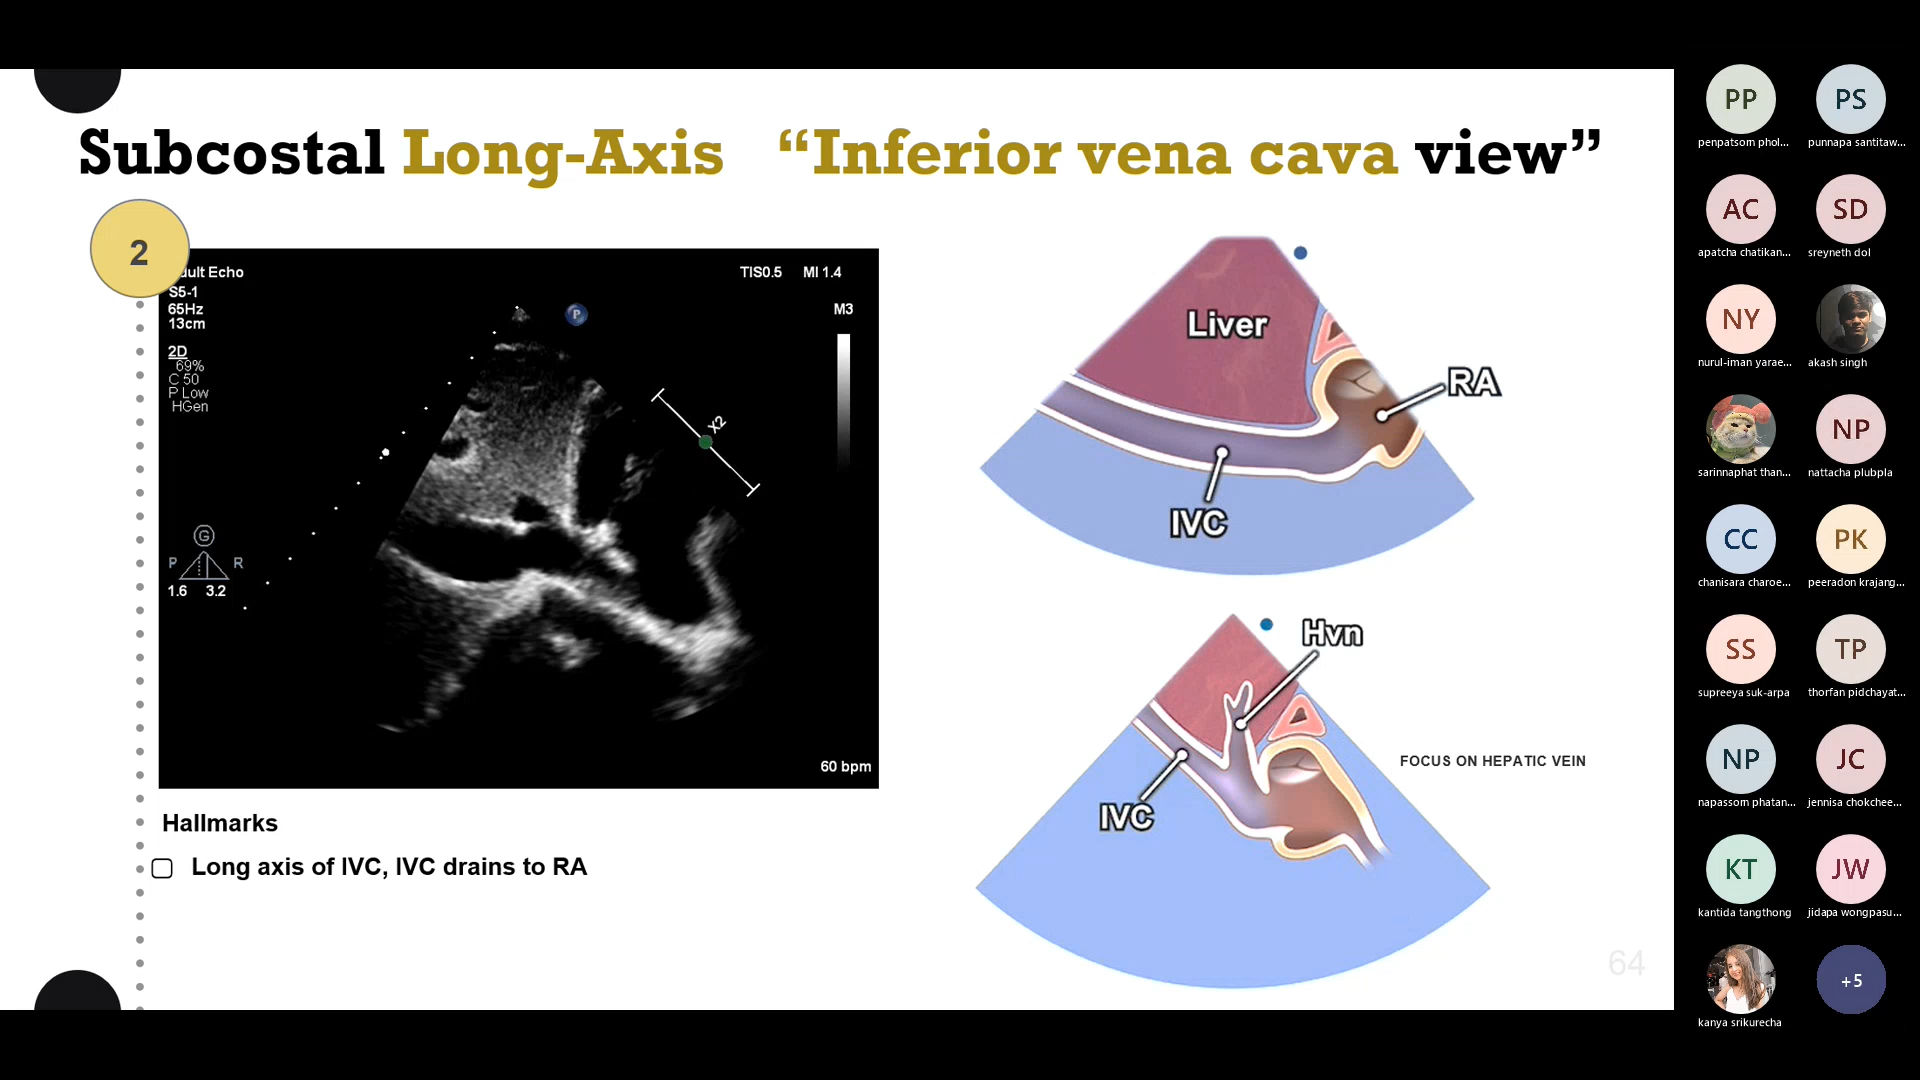 Subcostal Long-Axis “Inferior vena cava view”
2
dult Echo
TIS0.5 MI 1.4
S5-1
65Hz
13cm
M3
2D
69%
C 50
P Low
HGen
P
X2
G
P R
1.6 3.2
60 bpm
Liver
RA
IVC
Hvn
IVC
FOCUS ON HEPATIC VEIN
Hallmarks
Long axis of IVC, IVC drains to RA
64
PP
penpatsorn phol...
PS
punnapa santitaw...
AC
apatcha chatikan...
SD
sreyneth dol
NY
nurul-iman yarae...
akash singh
sarinnaphat than...
NP
nattacha plubpla
CC
chanisara charoe...
PK
peeradon krajang...
SS
supreeya suk-arpa
TP
thorfan pidchayat...
NP
napassorn phatan...
JC
jennisa chokchee...
KT
kantida tangthong
JW
jidapa wongpasu...
kanya srikurecha
+5